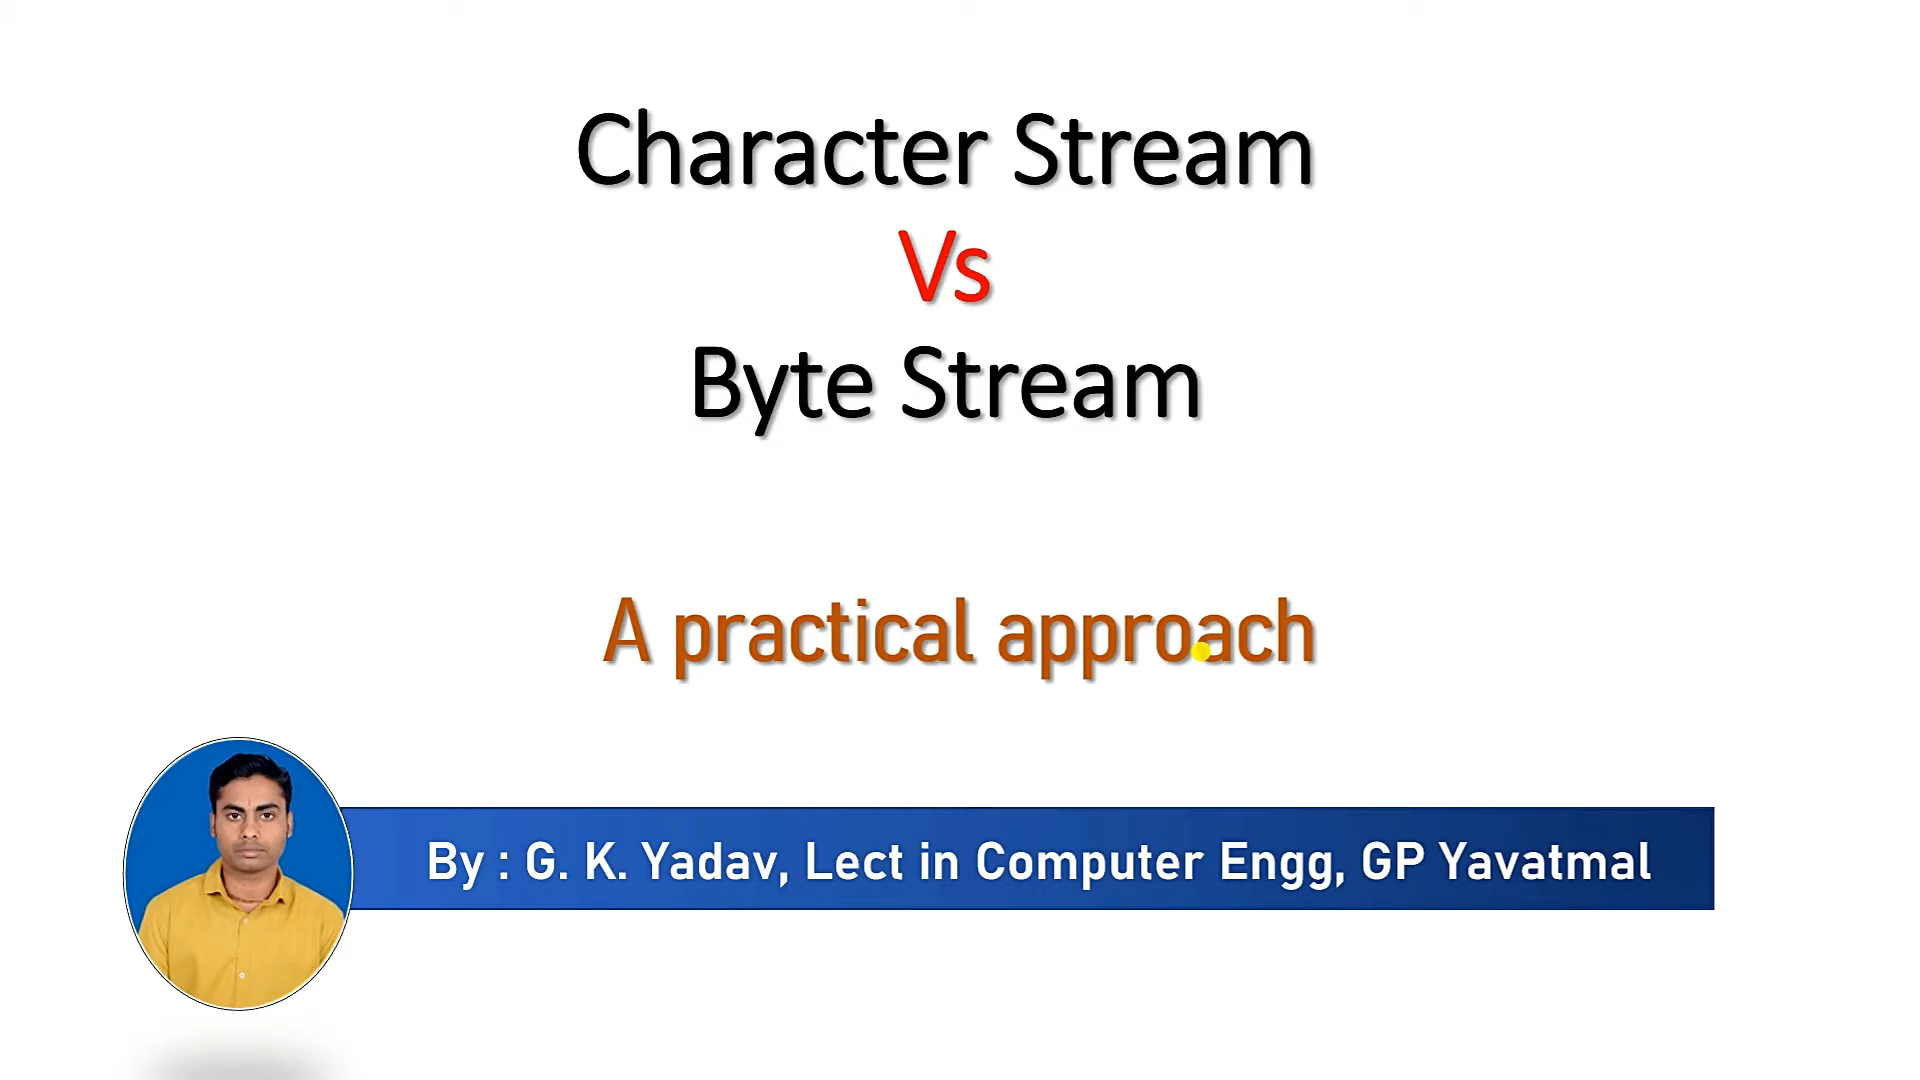 Character Stream
Vs
Byte Stream
A practical approach
By : G. K. Yadav, Lect in Computer Engg, GP Yavatmal